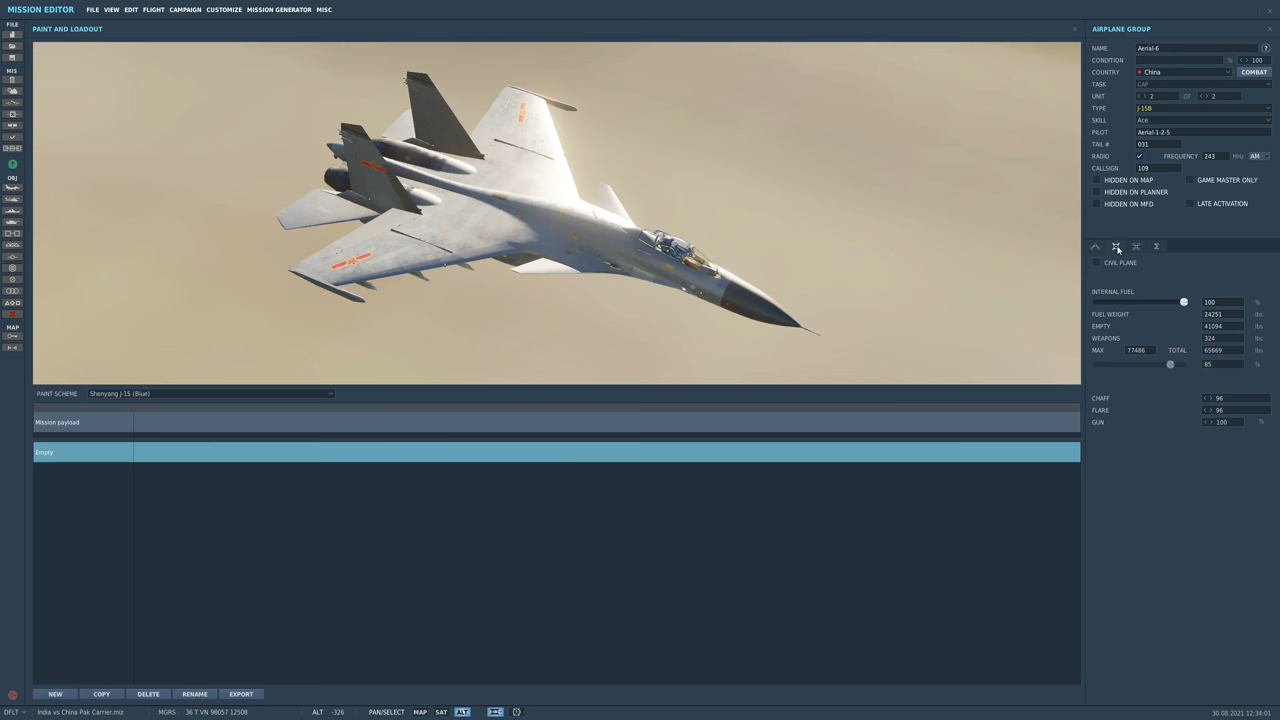 MISSION EDITOR FILE VIEW EDIT FLIGHT CAMPAIGN CUSTOMIZE MISSION GENERATOR MISC
FILE
MIS
OBJ
MAP
PAINT AND LOADOUT
PAINT SCHEME Shenyang J-15 (Blue)
Mission payload
Empty
NEW COPY DELETE RENAME EXPORT
AIRPLANE GROUP
NAME Aerial-6 ?
CONDITION % < > 100
COUNTRY China COMBAT
TASK CAP
UNIT < > 2 OF < > 2
TYPE J-15B
SKILL Ace
PILOT Aerial-1-2-5
TAIL # 031
RADIO FREQUENCY 243 MHz AM
CALLSIGN 109
HIDDEN ON MAP GAME MASTER ONLY
HIDDEN ON PLANNER
HIDDEN ON MFD LATE ACTIVATION
CIVIL PLANE
INTERNAL FUEL
100 %
FUEL WEIGHT 24251 lbs
EMPTY 41094 lbs
WEAPONS 324 lbs
MAX 77486 TOTAL 65669 lbs
85 %
CHAFF < > 96
FLARE < > 96
GUN < > 100 %
DFLT India vs China Pak Carrier.miz MGRS 36 T VN 98057 12508 ALT -326 PAN/SELECT MAP SAT ALT 30.08.2021 12:34:01